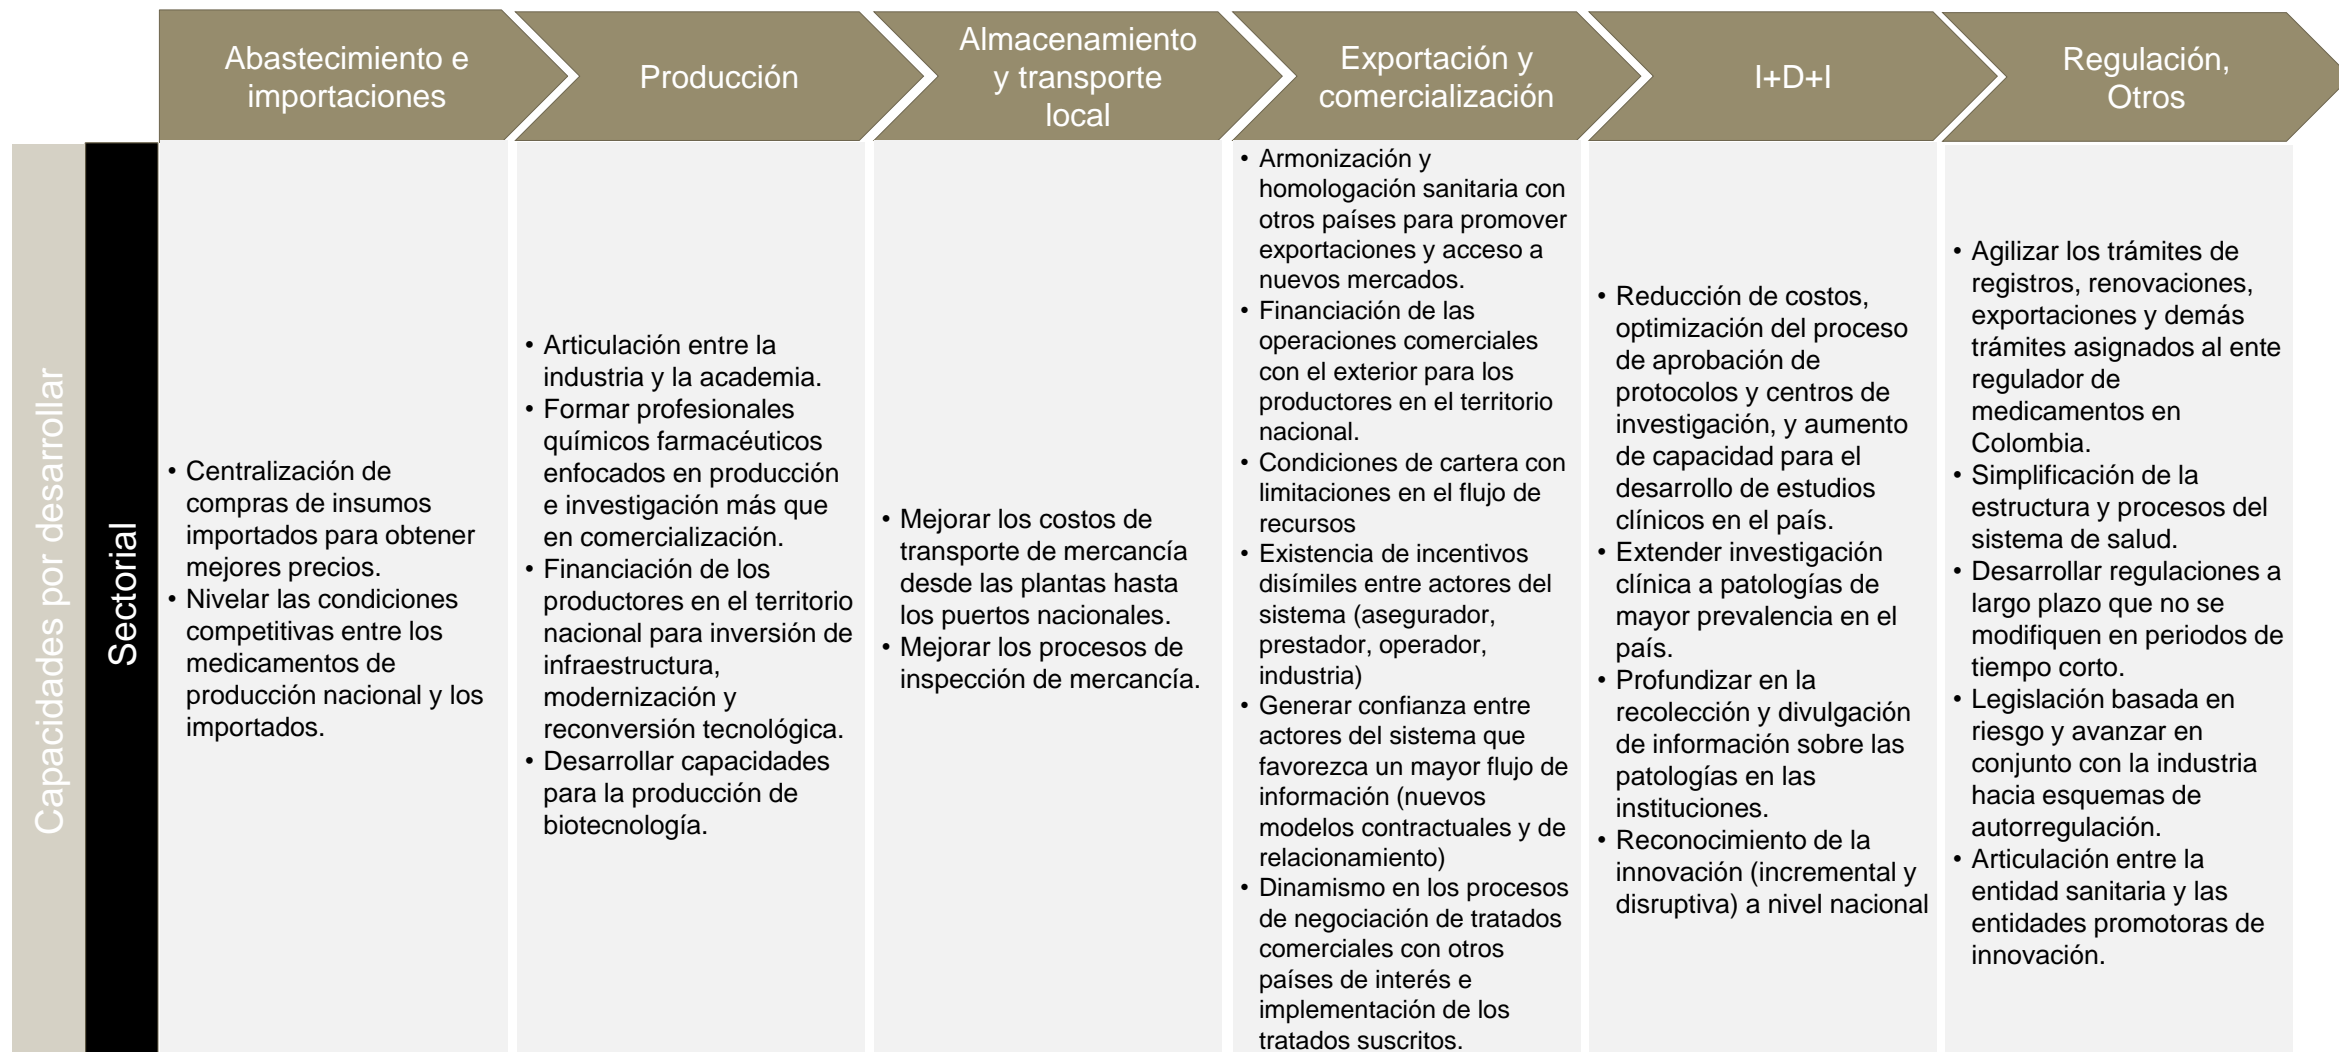 Abastecimiento e
importaciones
Producción
Almacenamiento
y transporte
local
Exportación y
comercialización
I+D+I
Regulación,
Otros
Capacidades por desarrollar
Sectorial
• Centralización de
compras de insumos
importados para obtener
mejores precios.
• Nivelar las condiciones
competitivas entre los
medicamentos de
producción nacional y los
importados.
• Articulación entre la
industria y la academia.
• Formar profesionales
químicos farmacéuticos
enfocados en producción
e investigación más que
en comercialización.
• Financiación de los
productores en el territorio
nacional para inversión de
infraestructura,
modernización y
reconversión tecnológica.
• Desarrollar capacidades
para la producción de
biotecnología.
• Mejorar los costos de
transporte de mercancía
desde las plantas hasta
los puertos nacionales.
• Mejorar los procesos de
inspección de mercancía.
• Armonización y
homologación sanitaria con
otros países para promover
exportaciones y acceso a
nuevos mercados.
• Financiación de las
operaciones comerciales
con el exterior para los
productores en el territorio
nacional.
• Condiciones de cartera con
limitaciones en el flujo de
recursos
• Existencia de incentivos
disímiles entre actores del
sistema (asegurador,
prestador, operador,
industria)
• Generar confianza entre
actores del sistema que
favorezca un mayor flujo de
información (nuevos
modelos contractuales y de
relacionamiento)
• Dinamismo en los procesos
de negociación de tratados
comerciales con otros
países de interés e
implementación de los
tratados suscritos.
• Reducción de costos,
optimización del proceso
de aprobación de
protocolos y centros de
investigación, y aumento
de capacidad para el
desarrollo de estudios
clínicos en el país.
• Extender investigación
clínica a patologías de
mayor prevalencia en el
país.
• Profundizar en la
recolección y divulgación
de información sobre las
patologías en las
instituciones.
• Reconocimiento de la
innovación (incremental y
disruptiva) a nivel nacional
• Agilizar los trámites de
registros, renovaciones,
exportaciones y demás
trámites asignados al ente
regulador de
medicamentos en
Colombia.
• Simplificación de la
estructura y procesos del
sistema de salud.
• Desarrollar regulaciones a
largo plazo que no se
modifiquen en periodos de
tiempo corto.
• Legislación basada en
riesgo y avanzar en
conjunto con la industria
hacia esquemas de
autorregulación.
• Articulación entre la
entidad sanitaria y las
entidades promotoras de
innovación.